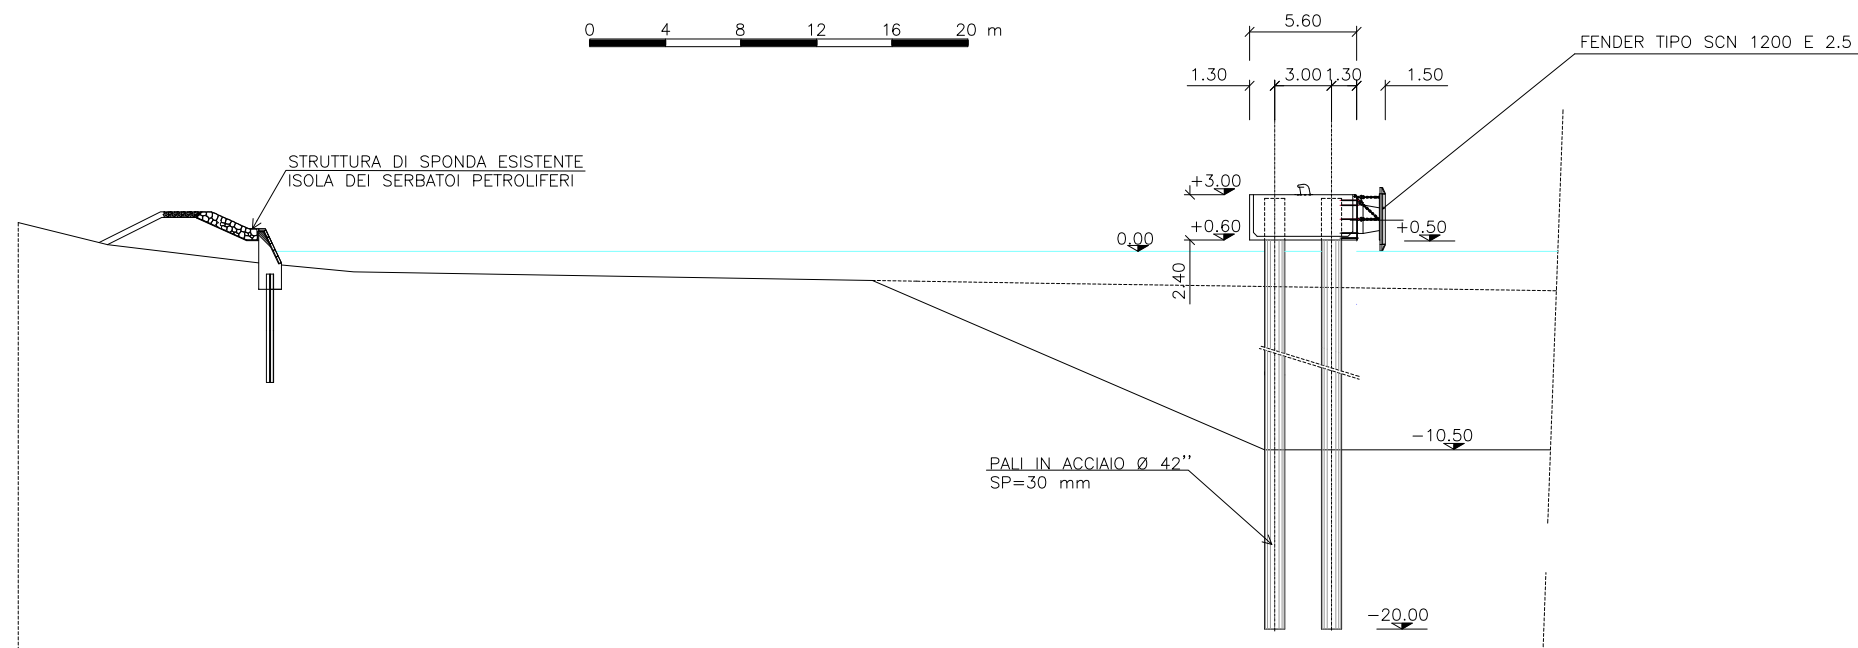 0 4 8 12 16 20 m
5.60
FENDER TIPO SCN 1200 E 2.5
1.30 3.00 1.30 1.50
STRUTTURA DI SPONDA ESISTENTE
ISOLA DEI SERBATOI PETROLIFERI
+3.00
+0.60
+0.50
0.00
2.40
-10.50
PALI IN ACCIAIO Ø 42''
SP=30 mm
-20.00